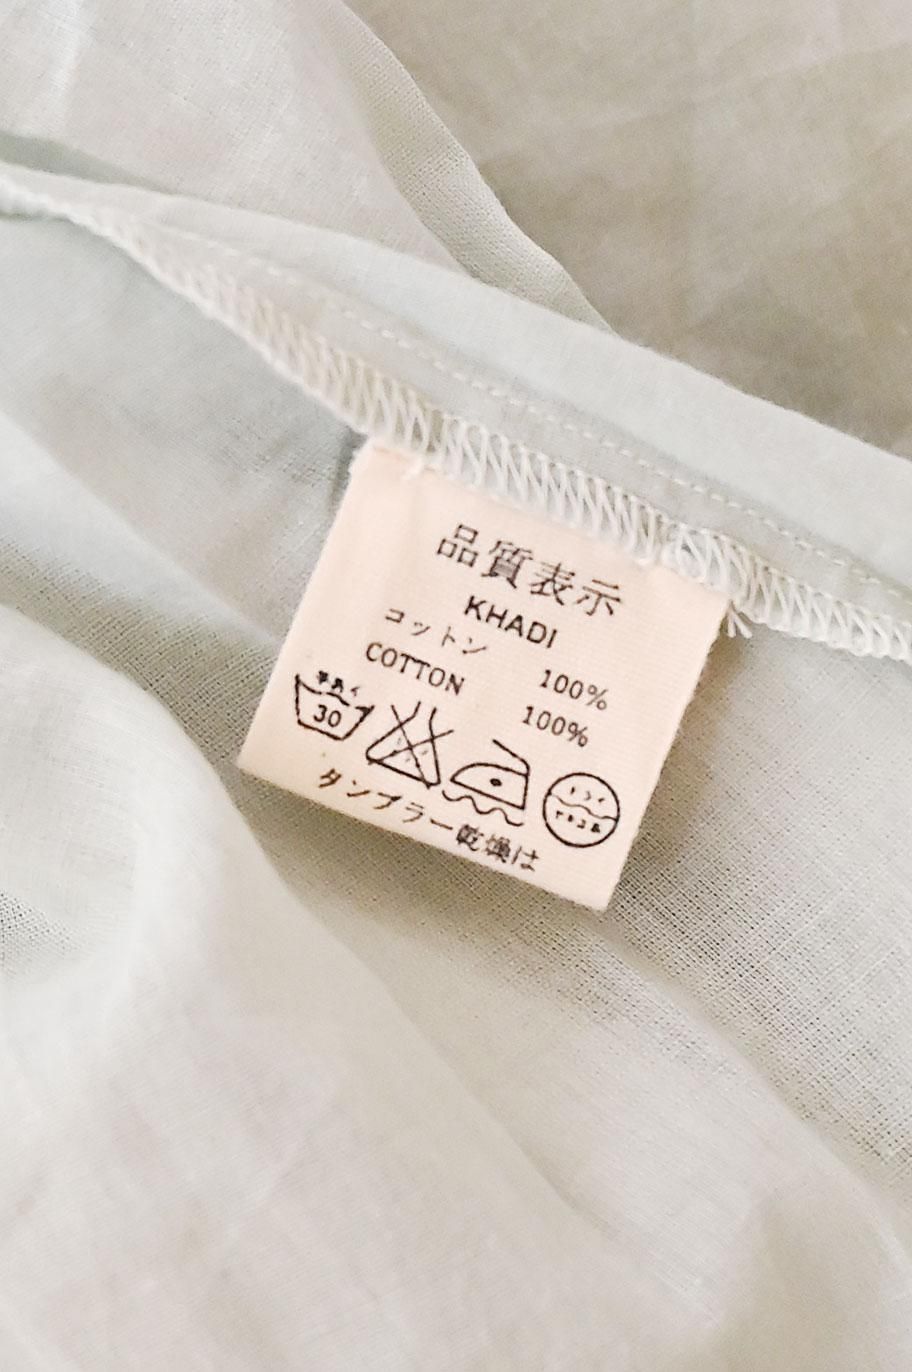 品質表示
KHADI
コットン 100%
COTTON 100%
30
タンブラー乾燥は